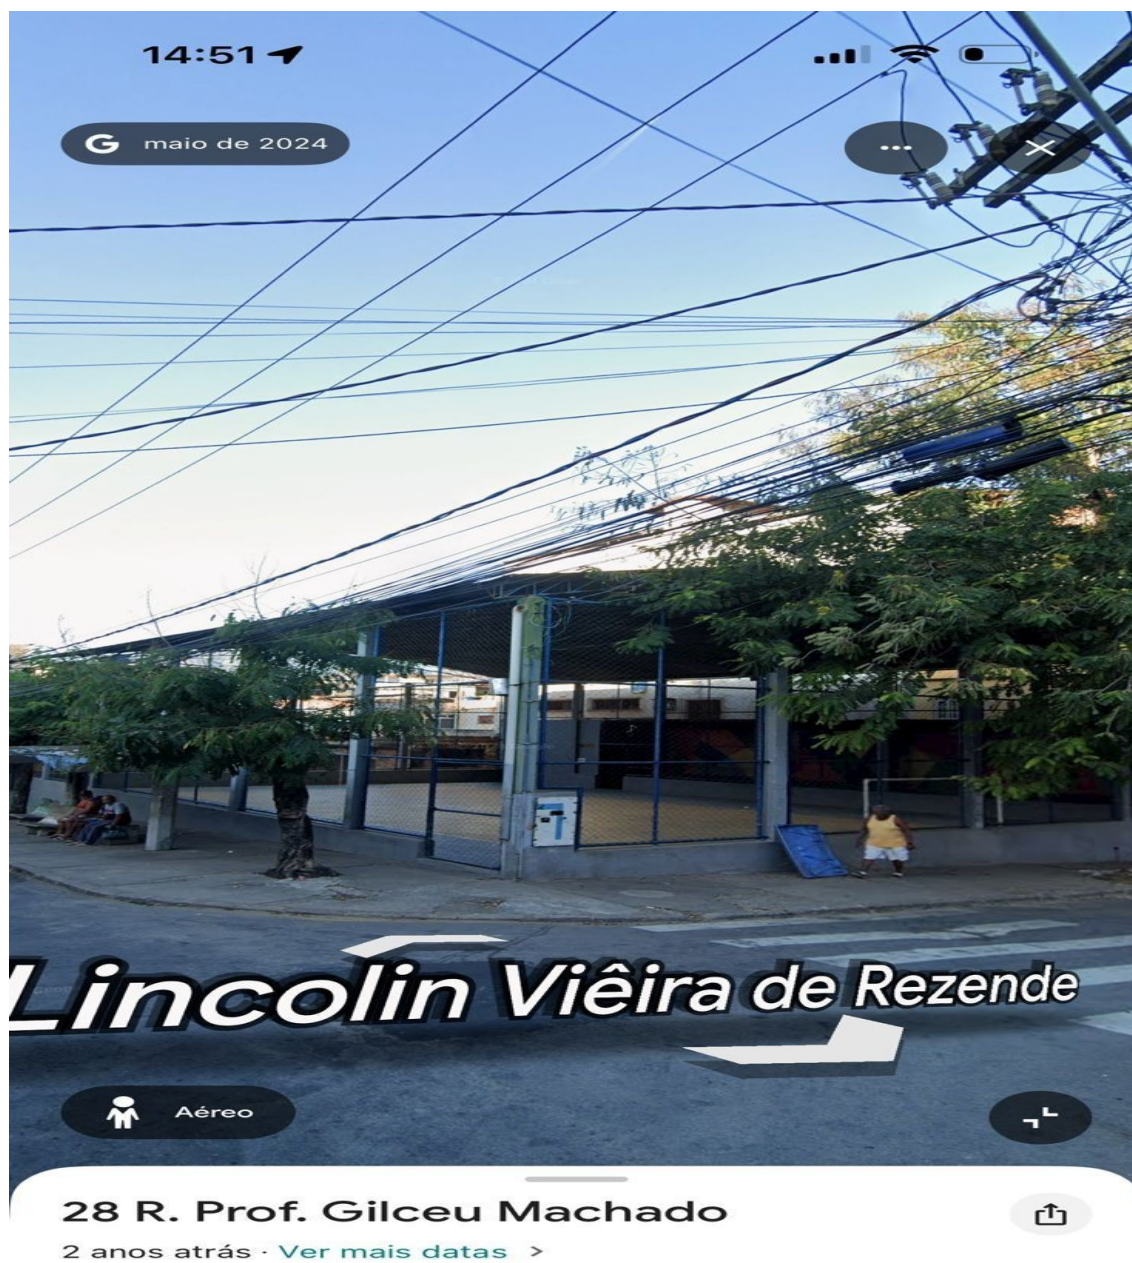 14:51
G maio de 2024
Lincolin Viêira de Rezende
Aéreo
28 R. Prof. Gilceu Machado
2 anos atrás · Ver mais datas >